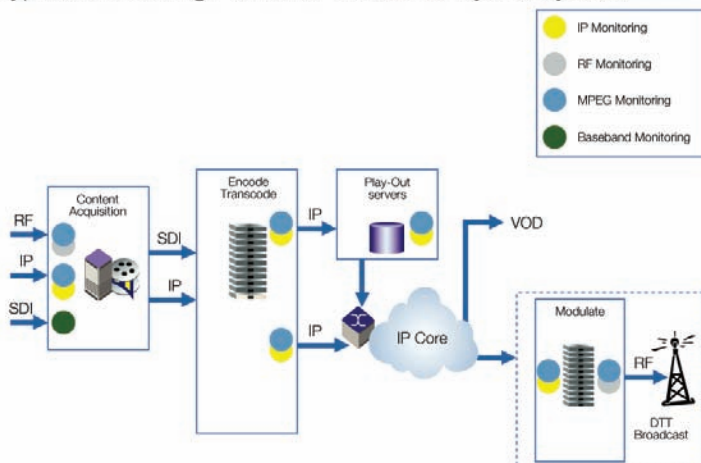 IP Monitoring
RF Monitoring
MPEG Monitoring
Baseband Monitoring
Content
Acquisition
RF
IP
SDI
SDI
IP
Encode
Transcode
IP
IP
Play-Out
servers
IP Core
VOD
Modulate
RF
DTT
Broadcast